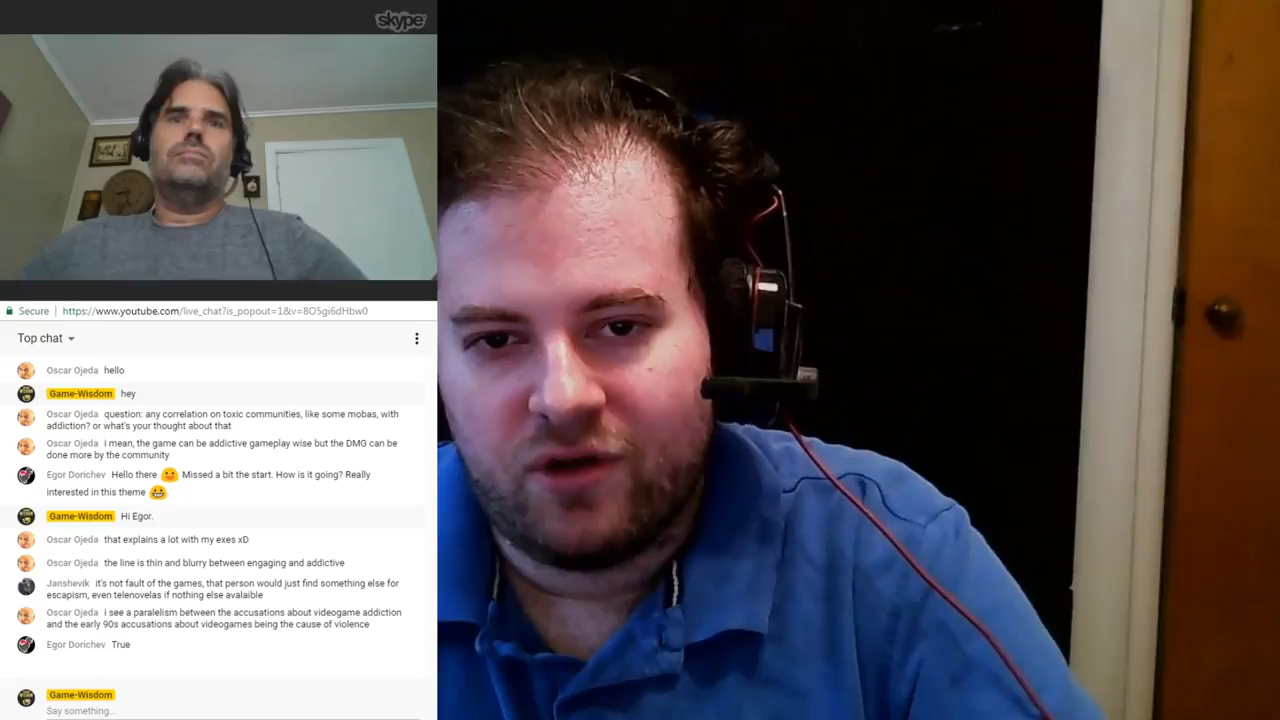 skype
Secure | https://www.youtube.com/live_chat?is_popout=1&v=8O5gi6dHbw0
Top chat
Oscar Ojeda hello
Game-Wisdom hey
Oscar Ojeda question: any correlation on toxic communities, like some mobas, with
addiction? or what's your thought about that
Oscar Ojeda i mean, the game can be addictive gameplay wise but the DMG can be
done more by the community
Egor Dorichev Hello there Missed a bit the start. How is it going? Really
interested in this theme
Game-Wisdom Hi Egor.
Oscar Ojeda that explains a lot with my exes xD
Oscar Ojeda the line is thin and blurry between engaging and addictive
Janshevik it's not fault of the games, that person would just find something else for
escapism, even telenovelas if nothing else avalaible
Oscar Ojeda i see a paralelism between the accusations about videogame addiction
and the early 90s accusations about videogames being the cause of violence
Egor Dorichev True
Game-Wisdom
Say something...